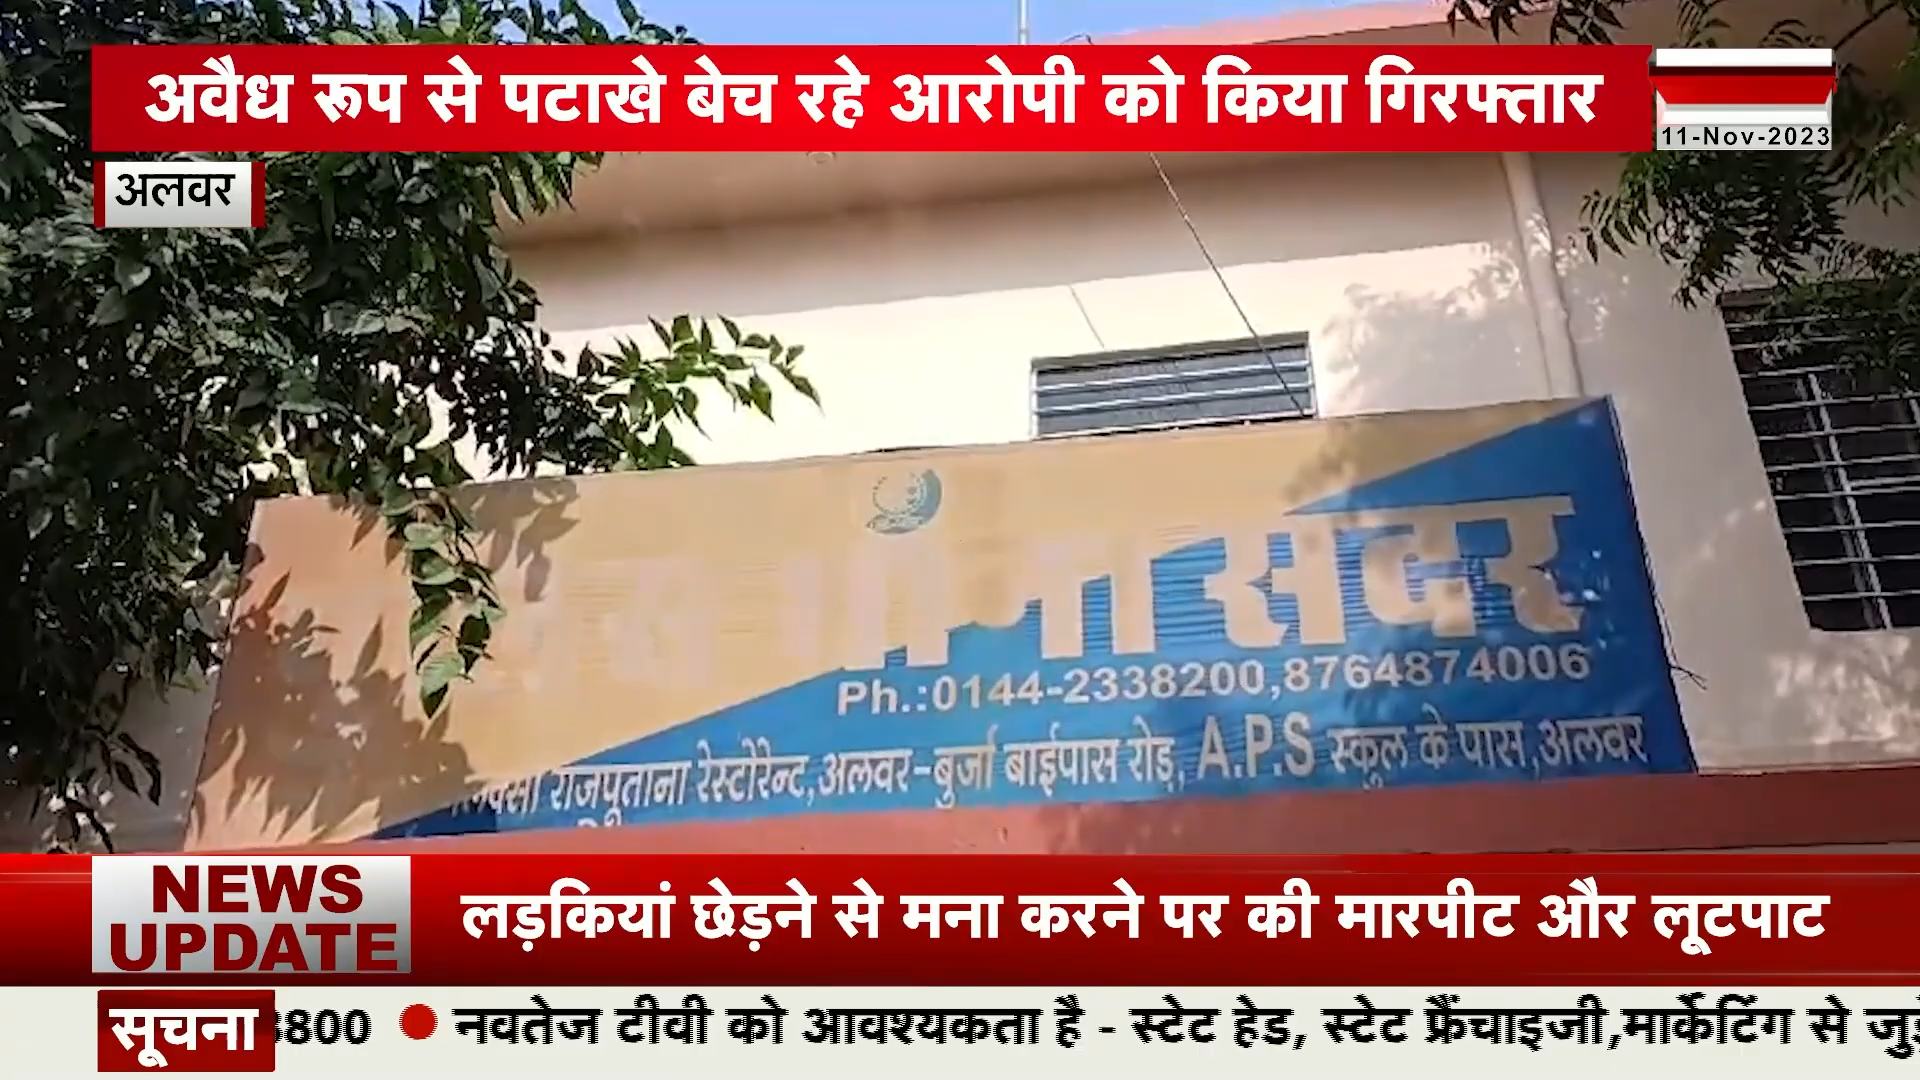 अवैध रूप से पटाखे बेच रहे आरोपी को किया गिरफ्तार
11-Nov-2023
अलवर
सदर
Ph.:0144-2338200,8764874006
राजपूताना रेस्टोरेन्ट,अलवर-बुर्जा बाईपास रोड़, A.P.S स्कुल के पास,अलवर
NEWS
UPDATE
लड़कियां छेड़ने से मना करने पर की मारपीट और लूटपाट
सूचना
800 ● नवतेज टीवी को आवश्यकता है - स्टेट हेड, स्टेट फ्रैंचाइजी,मार्केटिंग से